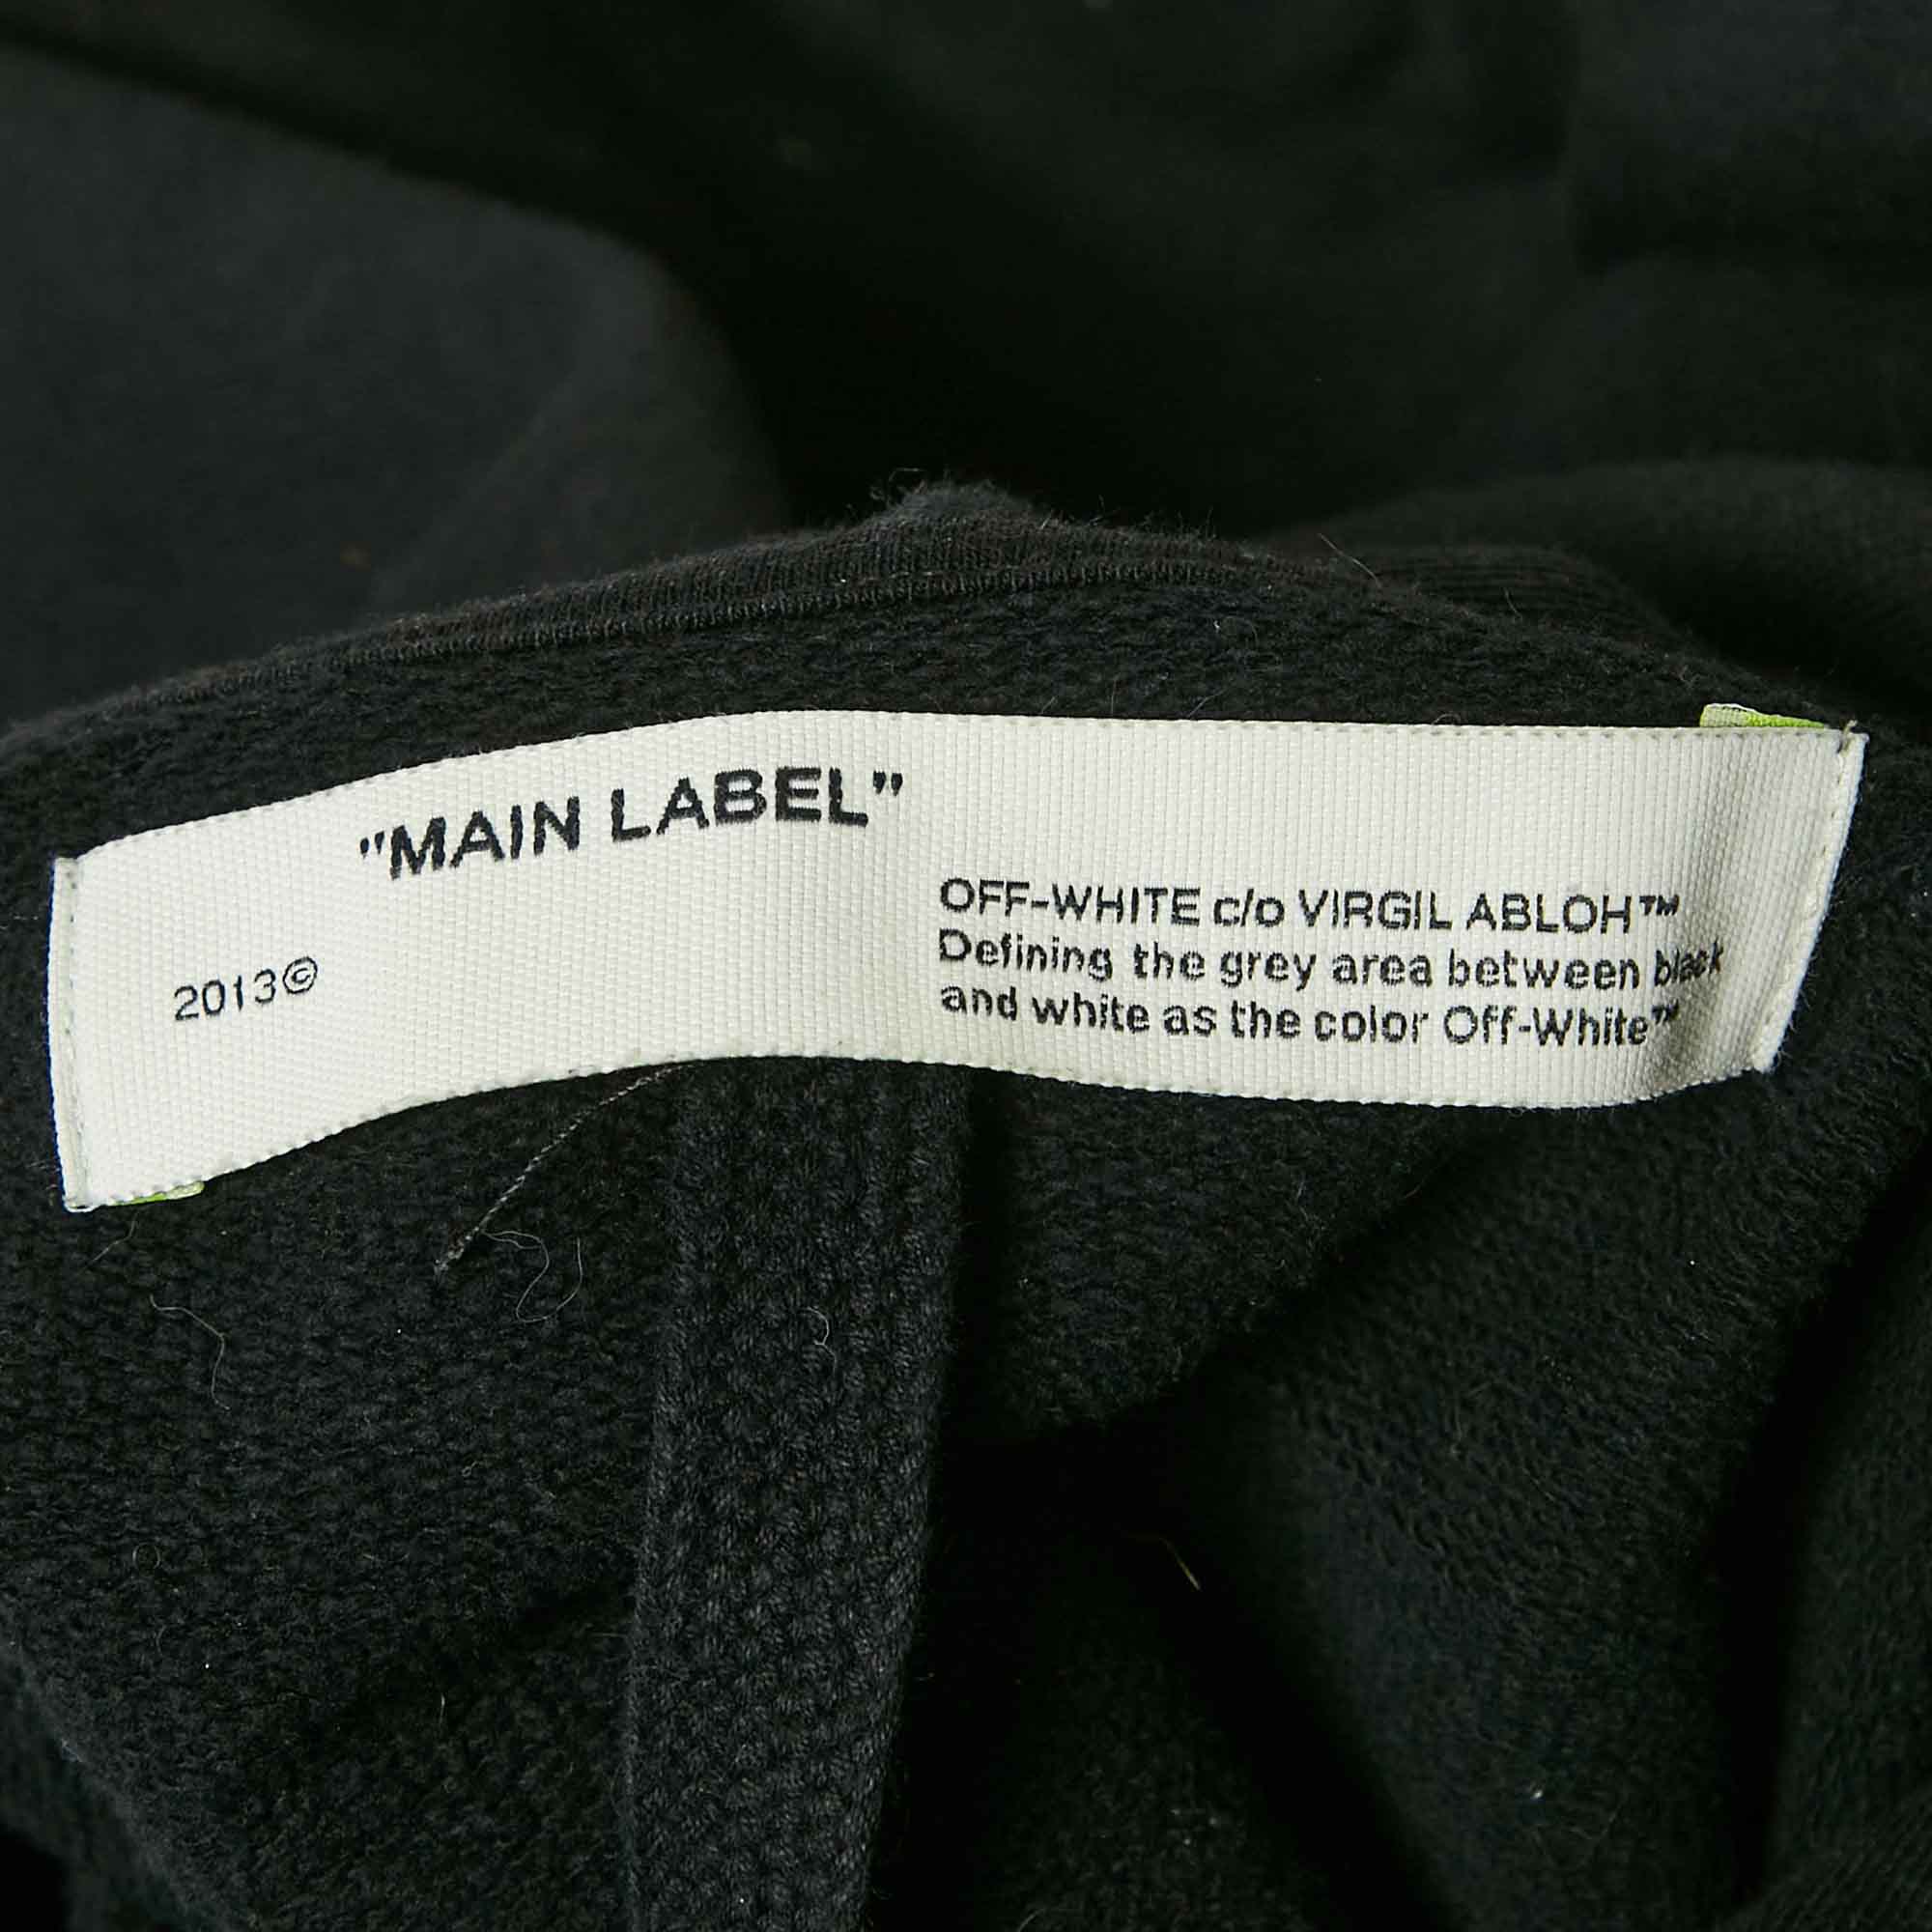 "MAIN LABEL"
OFF-WHITE c/o VIRGIL ABLOH™
Defining the grey area between black
and white as the color Off-White™
2013©